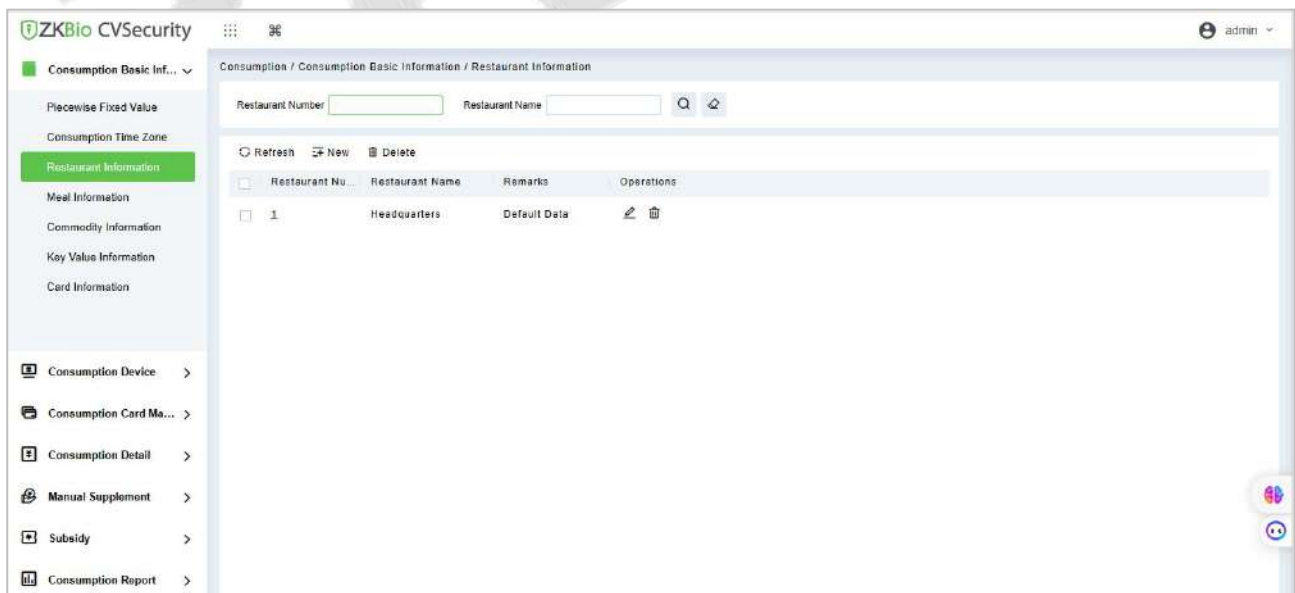 ZKBio CVSecurity
admin
Consumption Basic Inf...
Piecewise Fixed Value
Consumption Time Zone
Restaurant Information
Meal Information
Commodity Information
Key Value Information
Card Information
Consumption Device
Consumption Card Ma...
Consumption Detail
Manual Supplement
Subsidy
Consumption Report
Consumption / Consumption Basic Information / Restaurant Information
Restaurant Number Restaurant Name
Refresh New Delete
Restaurant Nu... Restaurant Name Remarks Operations
1 Headquarters Default Data